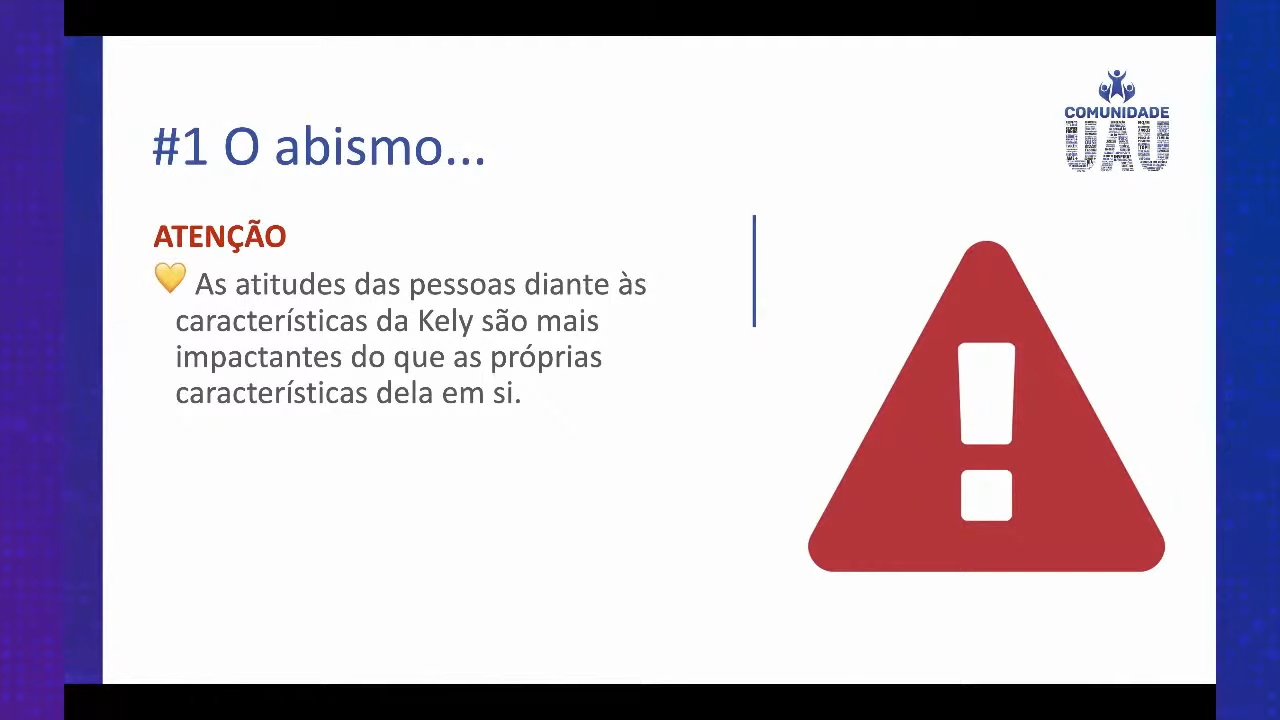 COMUNIDADE
#1 O abismo...
ATENÇÃO
💛 As atitudes das pessoas diante às
características da Kely são mais
impactantes do que as próprias
características dela em si.